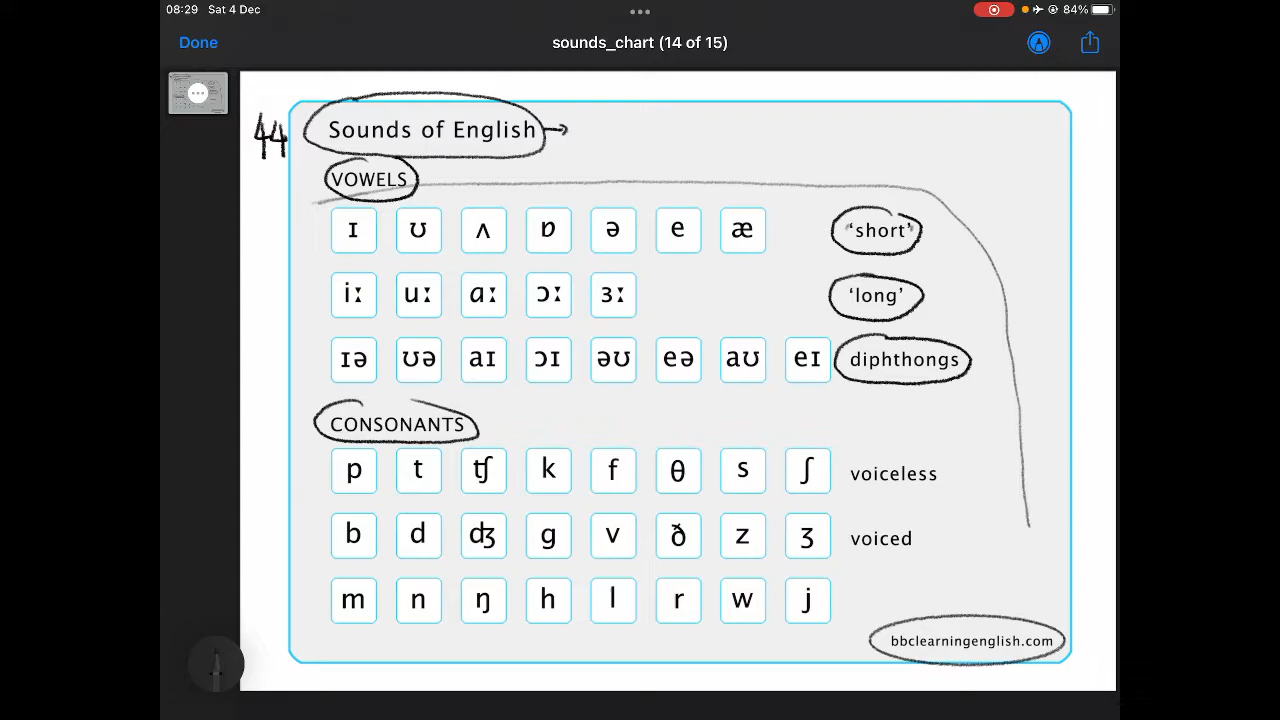 08:29 Sat 4 Dec
84%
Done
sounds_chart (14 of 15)
44
Sounds of English
VOWELS
ɪ ʊ ʌ ɒ ə e æ 'short'
iː uː ɑː ɔː ɜː 'long'
ɪə ʊə aɪ ɔɪ əʊ eə aʊ eɪ diphthongs
CONSONANTS
p t ʧ k f θ s ʃ voiceless
b d ʤ g v ð z ʒ voiced
m n ŋ h l r w j
bbclearningenglish.com